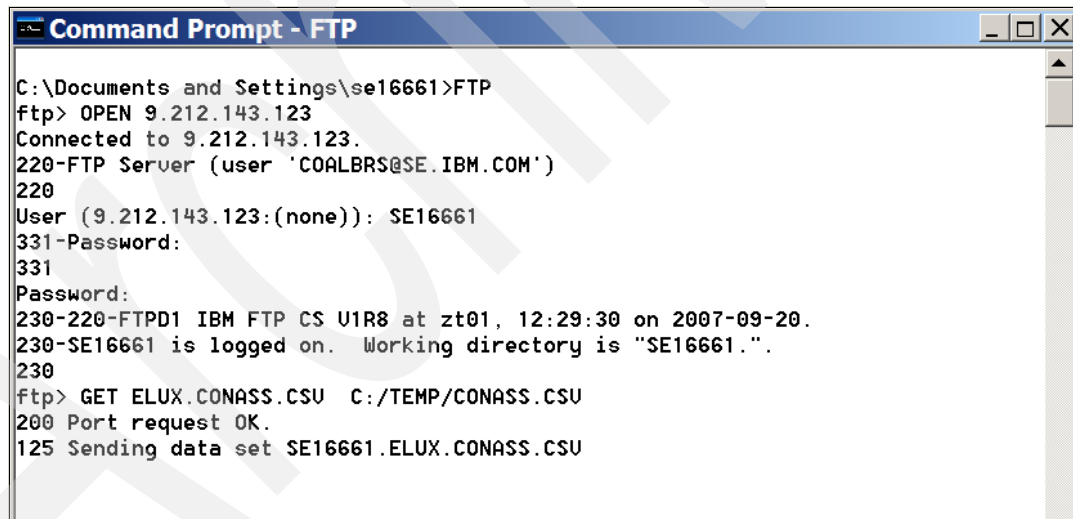 Command Prompt - FTP
C:\Documents and Settings\se16661>FTP
ftp> OPEN 9.212.143.123
Connected to 9.212.143.123.
220-FTP Server (user 'COALBRS@SE.IBM.COM')
220
User (9.212.143.123:(none)): SE16661
331-Password:
331
Password:
230-220-FTPD1 IBM FTP CS V1R8 at zt01, 12:29:30 on 2007-09-20.
230-SE16661 is logged on.  Working directory is "SE16661.".
230
ftp> GET ELUX.CONASS.CSV  C:/TEMP/CONASS.CSV
200 Port request OK.
125 Sending data set SE16661.ELUX.CONASS.CSV